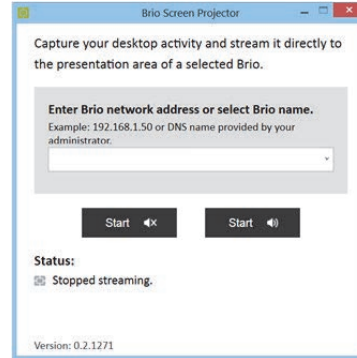 Brio Screen Projector
Capture your desktop activity and stream it directly to
the presentation area of a selected Brio.
Enter Brio network address or select Brio name.
Example: 192.168.1.50 or DNS name provided by your
administrator.
Start
Start
Status:
Stopped streaming.
Version: 0.2.1271